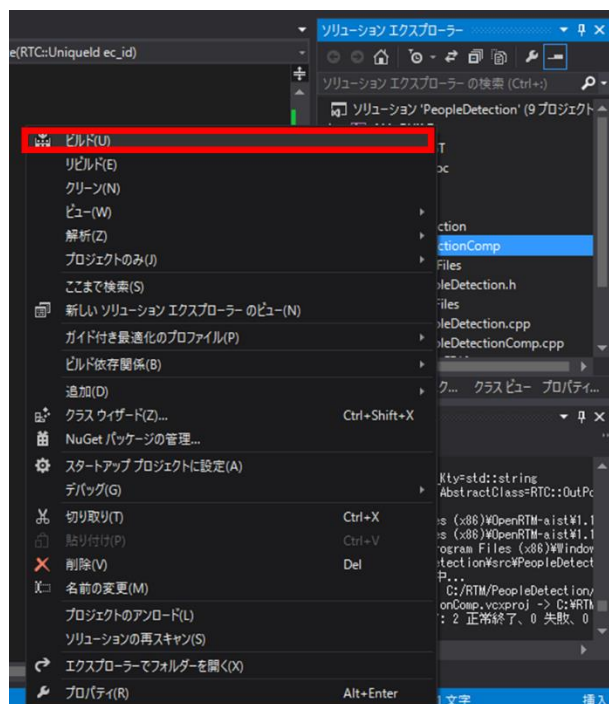 e(RTC::UniqueId ec_id)
ソリューション エクスプローラー
ソリューション エクスプローラー の検索 (Ctrl+:)
ソリューション 'PeopleDetection' (9 プロジェクト
ction
ctionComp
Files
pleDetection.h
Files
pleDetection.cpp
pleDetectionComp.cpp
ク... クラス ビュー プロパティ...
ビルド(U)
リビルド(E)
クリーン(N)
ビュー(W)
解析(Z)
プロジェクトのみ(J)
ここまで検索(S)
新しい ソリューション エクスプローラー のビュー(N)
ガイド付き最適化のプロファイル(P)
ビルド依存関係(B)
追加(D)
クラス ウィザード(Z)... Ctrl+Shift+X
NuGet パッケージの管理...
スタートアップ プロジェクトに設定(A)
デバッグ(G)
切り取り(T) Ctrl+X
貼り付け(P) Ctrl+V
削除(V) Del
名前の変更(M)
プロジェクトのアンロード(L)
ソリューションの再スキャン(S)
エクスプローラーでフォルダーを開く(X)
プロパティ(R) Alt+Enter
_Kty=std::string
AbstractClass=RTC::OutPo
s (x86)¥OpenRTM-aist¥1.1
s (x86)¥OpenRTM-aist¥1.1
rogram Files (x86)¥Window
tection¥src¥PeopleDetect
中...
C:/RTM/PeopleDetection/
onComp.vcxproj -> C:¥RTM
: 2 正常終了、0 失敗、0
1 文字 挿入